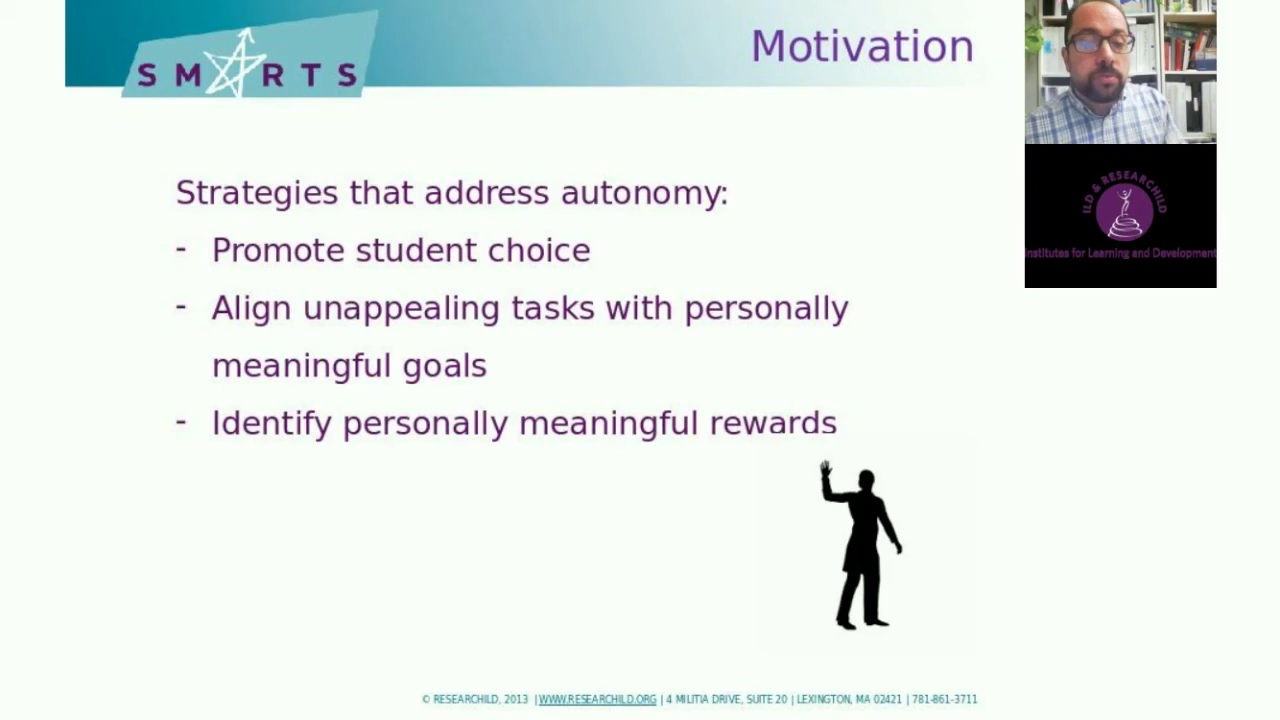 SMARTS
Motivation
Strategies that address autonomy:
- Promote student choice
- Align unappealing tasks with personally
meaningful goals
- Identify personally meaningful rewards
ILD & RESEARCHILD
Institutes for Learning and Development
© RESEARCHILD, 2013 | WWW.RESEARCHILD.ORG | 4 MILITIA DRIVE, SUITE 20 | LEXINGTON, MA 02421 | 781-861-3711